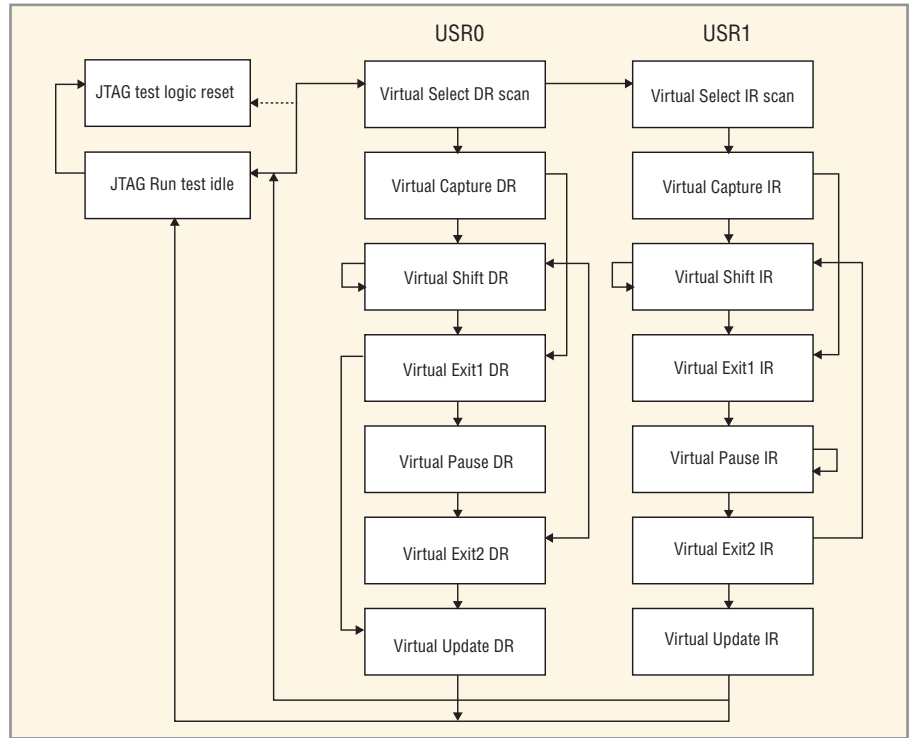 USR0
USR1
JTAG test logic reset
JTAG Run test idle
Virtual Select DR scan
Virtual Capture DR
Virtual Shift DR
Virtual Exit1 DR
Virtual Pause DR
Virtual Exit2 DR
Virtual Update DR
Virtual Select IR scan
Virtual Capture IR
Virtual Shift IR
Virtual Exit1 IR
Virtual Pause IR
Virtual Exit2 IR
Virtual Update IR